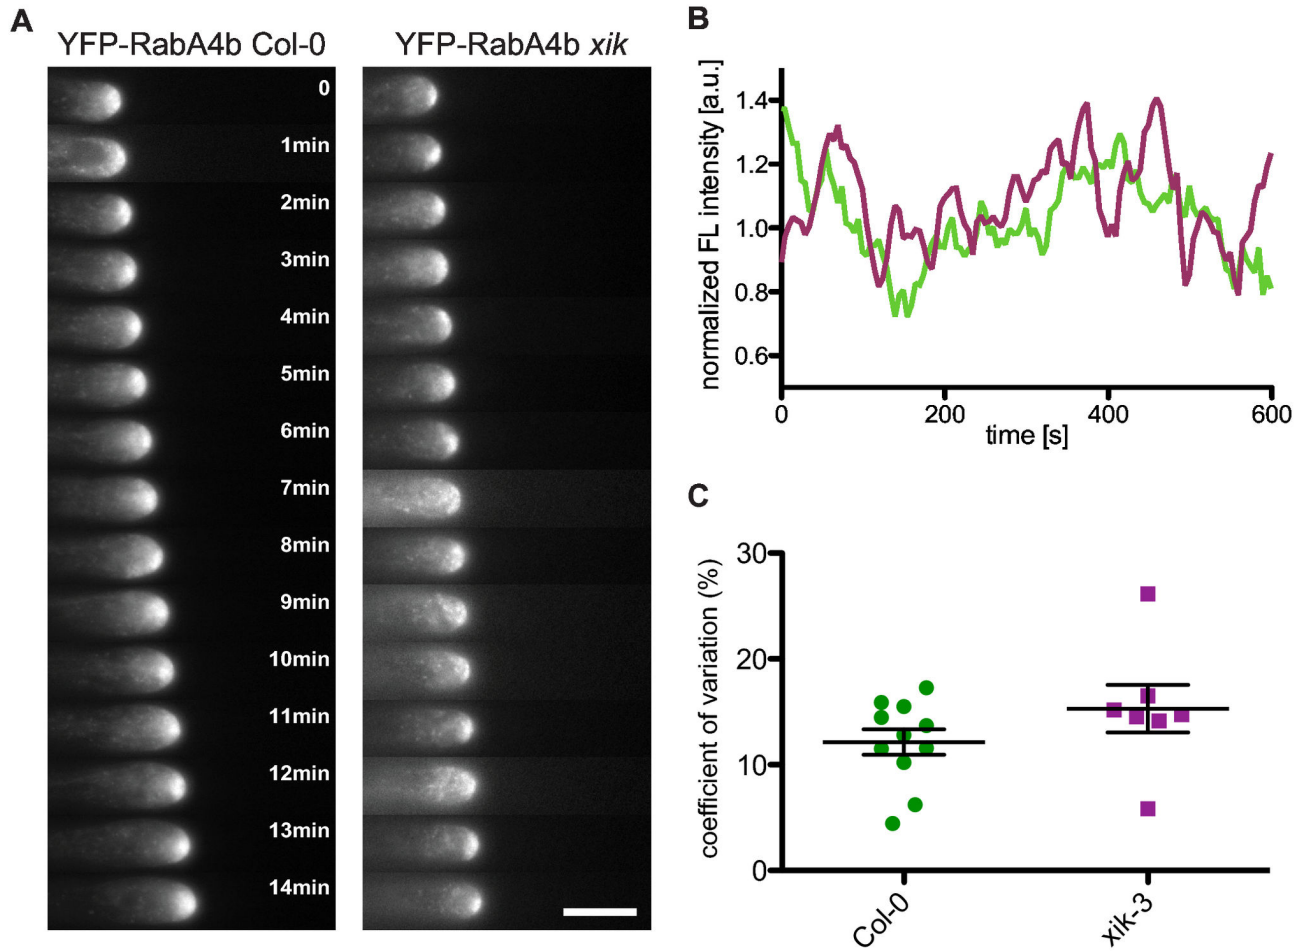 A
YFP-RabA4b Col-0
YFP-RabA4b xik
0
1min
2min
3min
4min
5min
6min
7min
8min
9min
10min
11min
12min
13min
14min
B
normalized FL intensity [a.u.]
1.4
1.2
1.0
0.8
0.6
0
200
400
600
time [s]
C
coefficient of variation (%)
30
20
10
0
Col-0
xik-3